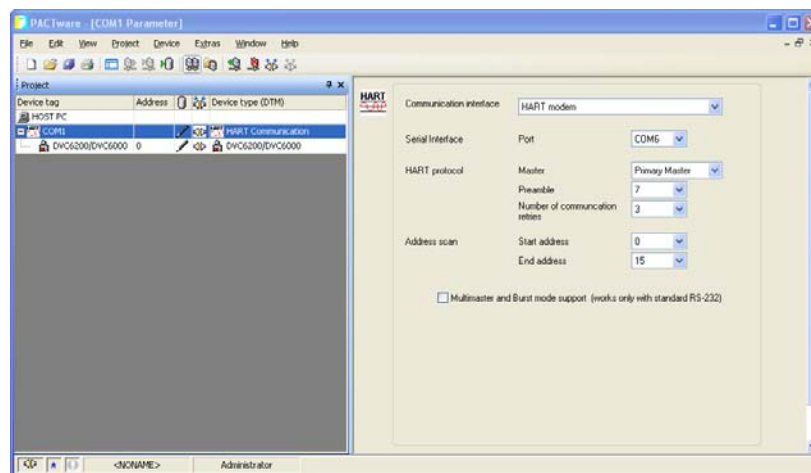 PACTware - [COM1 Parameter]
File Edit View Project Device Extras Window Help
Project
Device tag Address Device type (DTM)
HOST PC
COM1 HART Communication
DVC6200/DVC6000 0 DVC6200/DVC6000
HART
Communication interface HART modem
Serial Interface Port COM6
HART protocol Master Primary Master
Preamble 7
Number of communcation retries 3
Address scan Start address 0
End address 15
Multimaster and Burst mode support (works only with standard RS-232)
<NONAME> Administrator